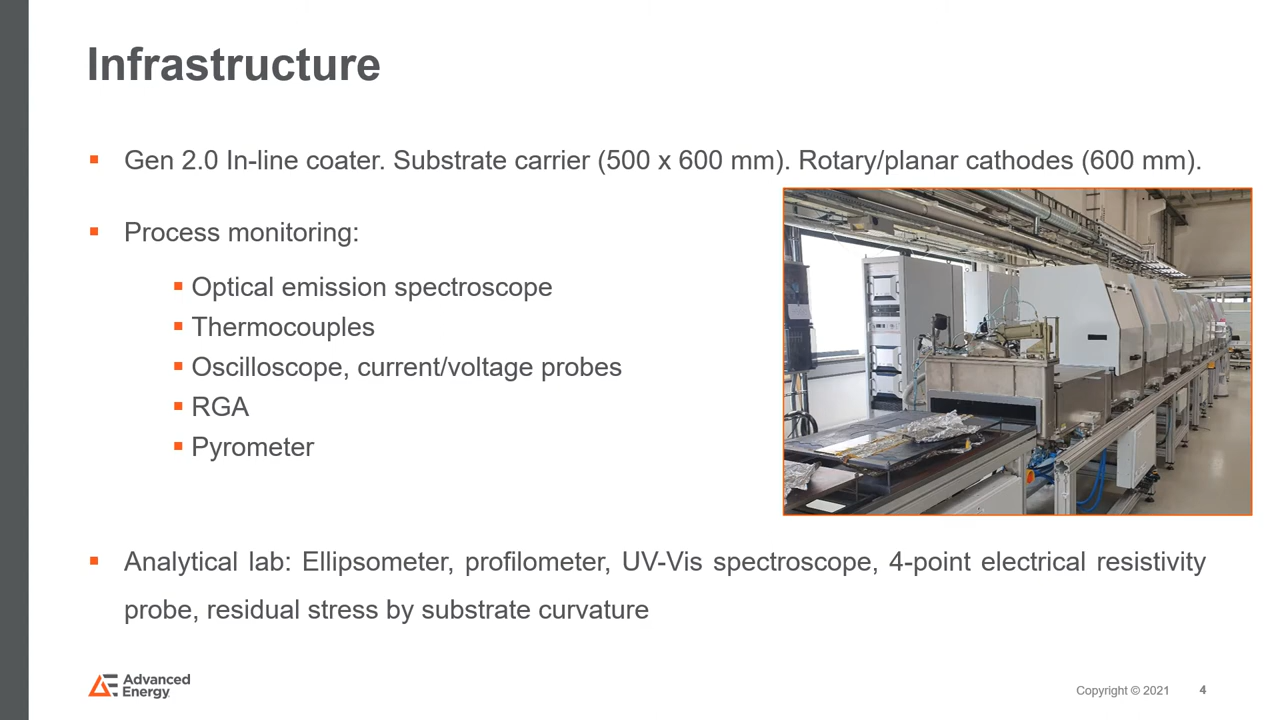 Infrastructure
Gen 2.0 In-line coater. Substrate carrier (500 x 600 mm). Rotary/planar cathodes (600 mm).
Process monitoring:
Optical emission spectroscope
Thermocouples
Oscilloscope, current/voltage probes
RGA
Pyrometer
Analytical lab: Ellipsometer, profilometer, UV-Vis spectroscope, 4-point electrical resistivity
probe, residual stress by substrate curvature
Advanced
Energy
Copyright © 2021 4